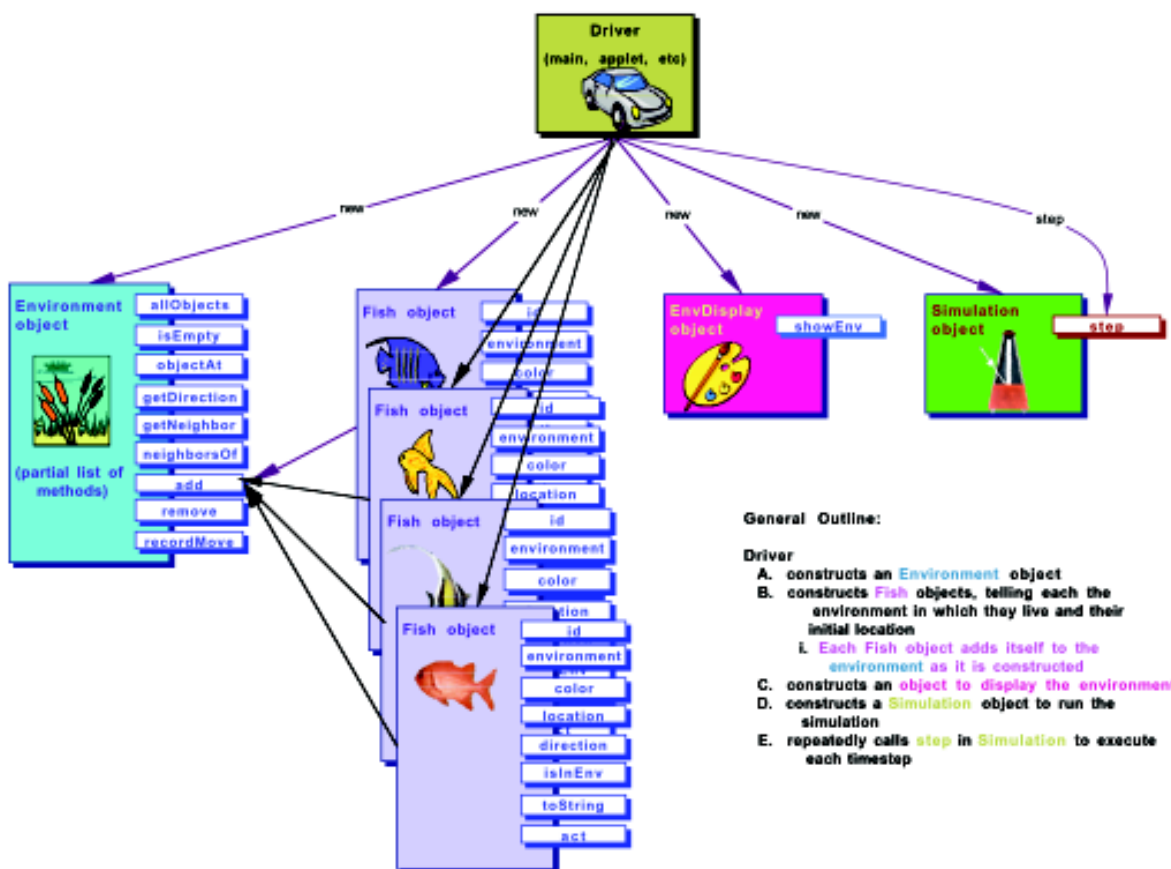 Driver
(main, applet, etc)
new
new
new
new
step
Environment
object
allObjects
isEmpty
objectAt
getDirection
getNeighbor
neighborsOf
add
remove
recordMove
(partial list of
methods)
Fish object
id
environment
color
Fish object
id
environment
color
location
Fish object
id
environment
color
Fish object
id
environment
color
location
direction
isInEnv
toString
act
EnvDisplay
object
showEnv
Simulation
object
step
General Outline:
Driver
A. constructs an Environment object
B. constructs Fish objects, telling each the
environment in which they live and their
initial location
i. Each Fish object adds itself to the
environment as it is constructed
C. constructs an object to display the environmen
D. constructs a Simulation object to run the
simulation
E. repeatedly calls step in Simulation to execute
each timestep